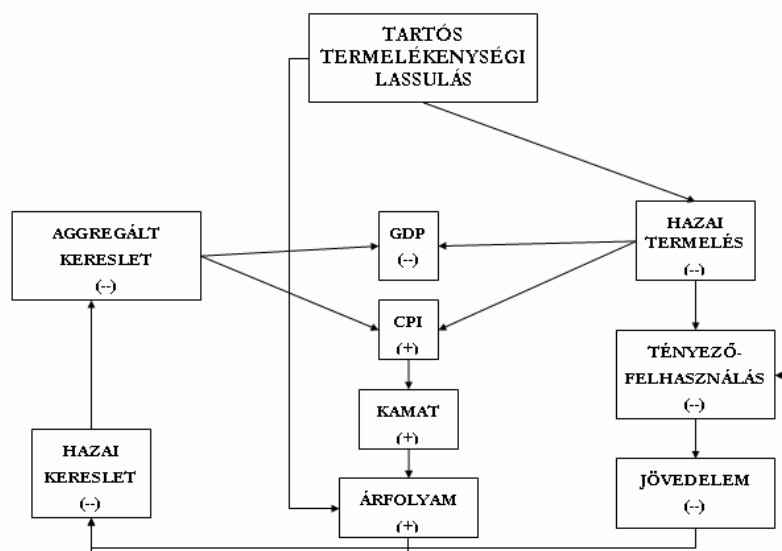 TARTÓS
TERMELÉKENYSÉGI
LASSULÁS
AGGREGÁLT
KERESLET
(--)
GDP
(--)
HAZAI
TERMELÉS
(--)
CPI
(+)
TÉNYEZŐ-
FELHASZNÁLÁS
(--)
KAMAT
(+)
HAZAI
KERESLET
(--)
ÁRFOLYAM
(+)
JÖVEDELEM
(--)